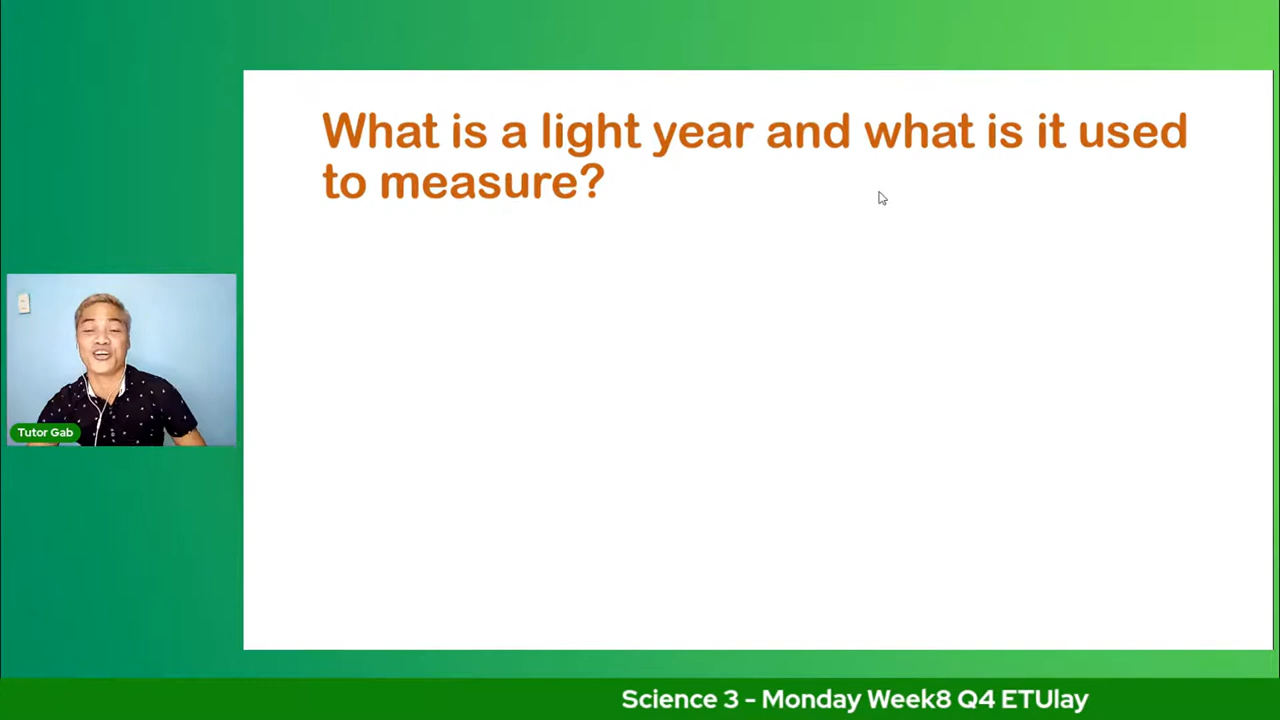 What is a light year and what is it used
to measure?
Tutor Gab
Science 3 - Monday Week8 Q4 ETUlay